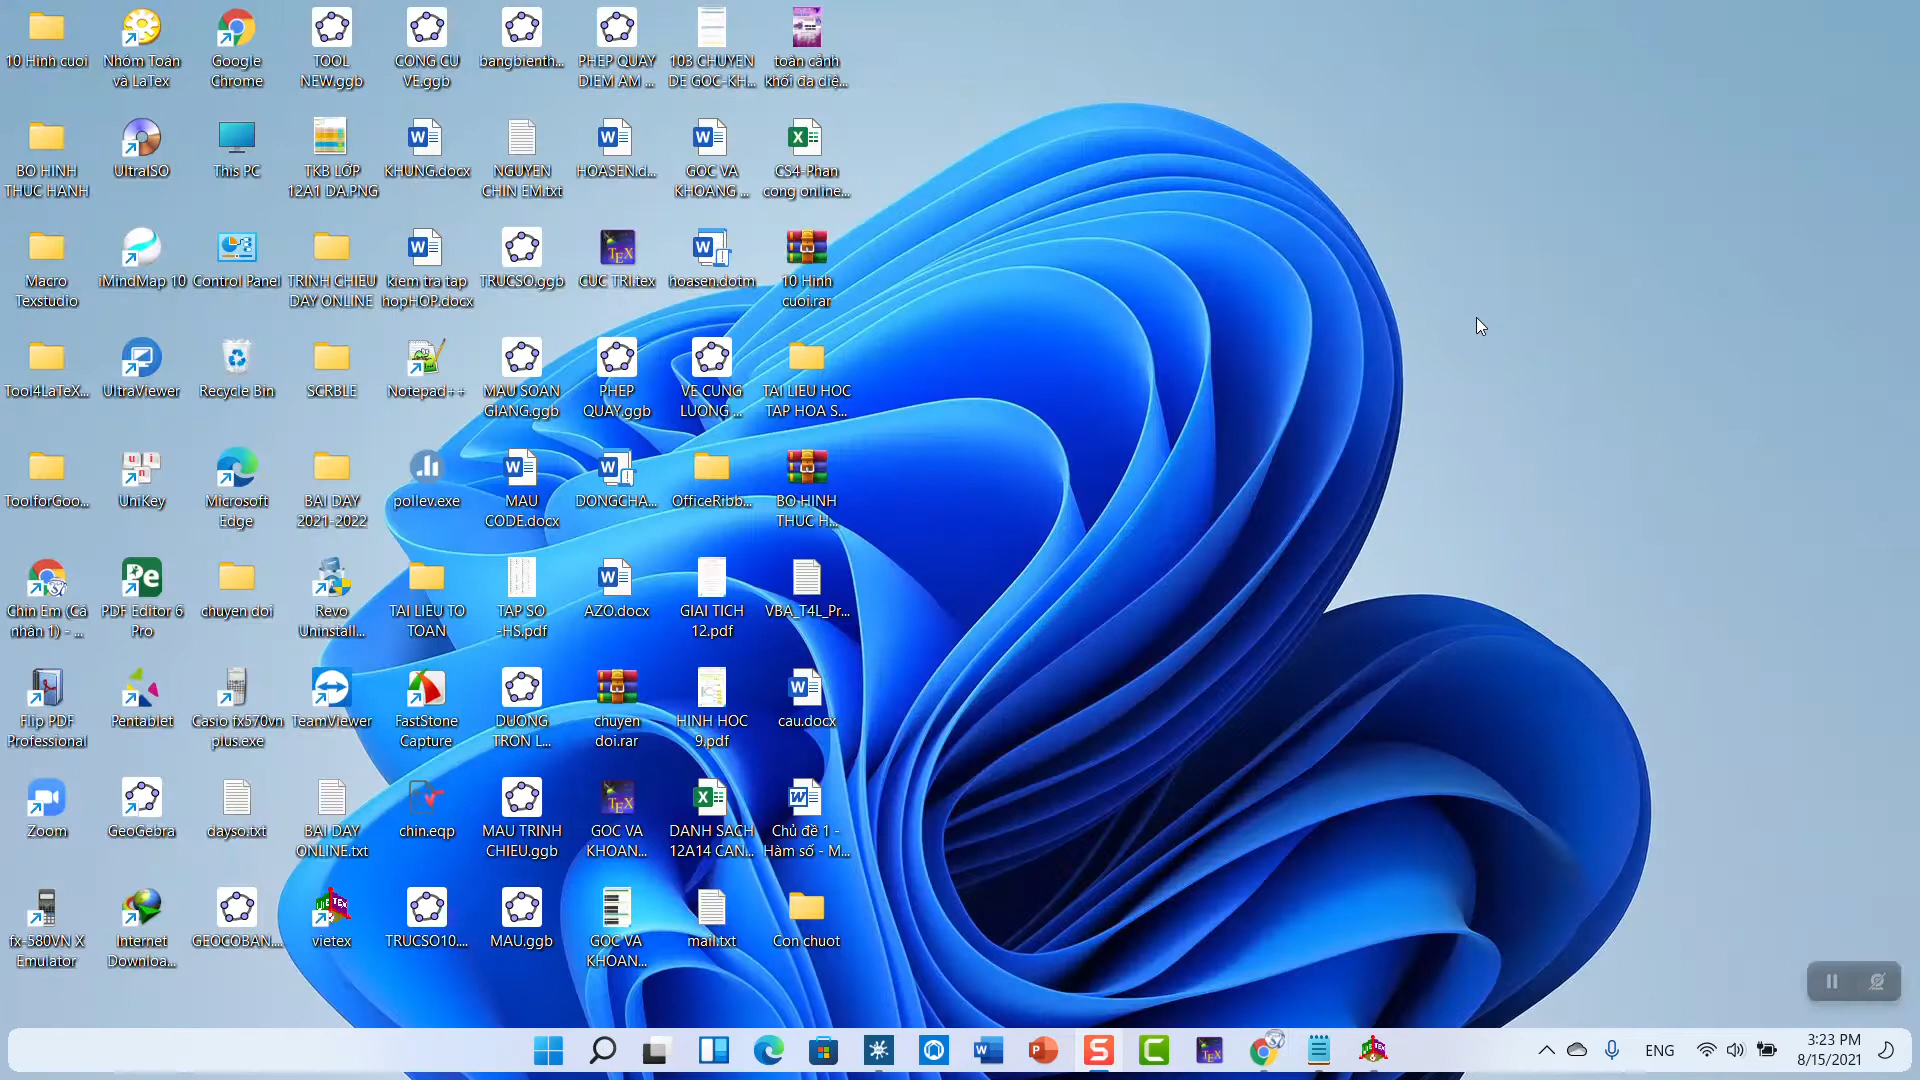 10 Hinh cuoi
Nhóm Toán
và LaTex
Google
Chrome
TOOL
NEW.ggb
CONG CU
VE.ggb
bangbienth...
PHEP QUAY
DIEM AM ...
103 CHUYEN
DE GOC-KH...
toàn cảnh
khối đa diệ...
BO HINH
THUC HANH
UltraISO
This PC
TKB LỚP
12A1 DA.PNG
KHUNG.docx
NGUYEN
CHIN EM.txt
HOASEN.d...
GOC VA
KHOANG ...
CS4-Phan
cong online...
Macro
Texstudio
iMindMap 10
Control Panel
TRINH CHIEU
DAY ONLINE
kiem tra tap
hopHOP.docx
TRUCSO.ggb
CUC TRI.tex
hoasen.dotm
10 Hinh
cuoi.rar
Tool4LaTeX...
UltraViewer
Recycle Bin
SCRBLE
Notepad++
MAU SOAN
GIANG.ggb
PHEP
QUAY.ggb
VE CUNG
LUONG ...
TAI LIEU HOC
TAP HOA S...
ToolforGoo...
UniKey
Microsoft
Edge
BAI DAY
2021-2022
pollev.exe
MAU
CODE.docx
DONGCHA...
OfficeRibb...
BO HINH
THUC H...
Chin Em (Cá
nhân 1) - ...
PDF Editor 6
Pro
chuyen doi
Revo
Uninstall...
TAI LIEU TO
TOAN
TAP SO
-HS.pdf
AZO.docx
GIAI TICH
12.pdf
VBA_T4L_Pr...
Flip PDF
Professional
Pentablet
Casio fx570vn
plus.exe
TeamViewer
FastStone
Capture
DUONG
TRON L...
chuyen
doi.rar
HINH HOC
9.pdf
cau.docx
Zoom
GeoGebra
dayso.txt
BAI DAY
ONLINE.txt
chin.eqp
MAU TRINH
CHIEU.ggb
GOC VA
KHOAN...
DANH SACH
12A14 CAN...
Chủ đề 1 -
Hàm số - M...
fx-580VN X
Emulator
Internet
Downloa...
GEOCOBAN....
vietex
TRUCSO10....
MAU.ggb
GOC VA
KHOAN...
mail.txt
Con chuot
ENG
3:23 PM
8/15/2021